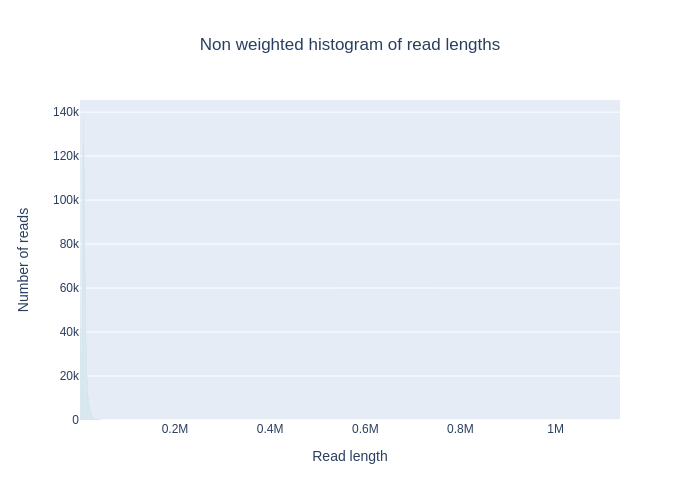 Non weighted histogram of read lengths
Number of reads
140k
120k
100k
80k
60k
40k
20k
0
0.2M 0.4M 0.6M 0.8M 1M
Read length